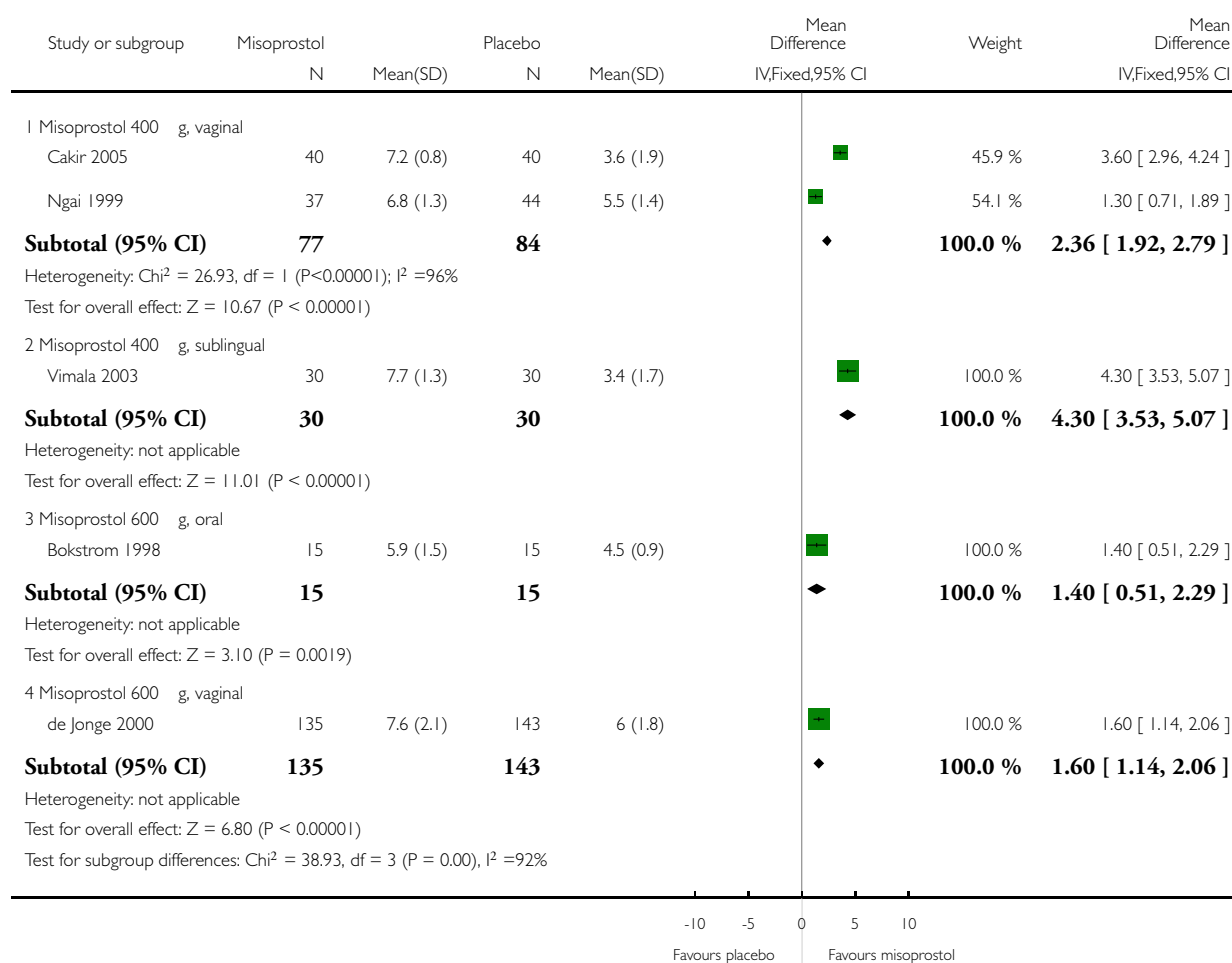 Study or subgroup Misoprostol Placebo Mean Difference Weight Mean Difference
N Mean(SD) N Mean(SD) IV,Fixed,95% CI IV,Fixed,95% CI
1 Misoprostol 400 g, vaginal
Cakir 2005 40 7.2 (0.8) 40 3.6 (1.9) 45.9 % 3.60 [ 2.96, 4.24 ]
Ngai 1999 37 6.8 (1.3) 44 5.5 (1.4) 54.1 % 1.30 [ 0.71, 1.89 ]
Subtotal (95% CI) 77 84 100.0 % 2.36 [ 1.92, 2.79 ]
Heterogeneity: Chi² = 26.93, df = 1 (P<0.00001); I² =96%
Test for overall effect: Z = 10.67 (P < 0.00001)
2 Misoprostol 400 g, sublingual
Vimala 2003 30 7.7 (1.3) 30 3.4 (1.7) 100.0 % 4.30 [ 3.53, 5.07 ]
Subtotal (95% CI) 30 30 100.0 % 4.30 [ 3.53, 5.07 ]
Heterogeneity: not applicable
Test for overall effect: Z = 11.01 (P < 0.00001)
3 Misoprostol 600 g, oral
Bokstrom 1998 15 5.9 (1.5) 15 4.5 (0.9) 100.0 % 1.40 [ 0.51, 2.29 ]
Subtotal (95% CI) 15 15 100.0 % 1.40 [ 0.51, 2.29 ]
Heterogeneity: not applicable
Test for overall effect: Z = 3.10 (P = 0.0019)
4 Misoprostol 600 g, vaginal
de Jonge 2000 135 7.6 (2.1) 143 6 (1.8) 100.0 % 1.60 [ 1.14, 2.06 ]
Subtotal (95% CI) 135 143 100.0 % 1.60 [ 1.14, 2.06 ]
Heterogeneity: not applicable
Test for overall effect: Z = 6.80 (P < 0.00001)
Test for subgroup differences: Chi² = 38.93, df = 3 (P = 0.00), I² =92%
-10 -5 0 5 10
Favours placebo Favours misoprostol